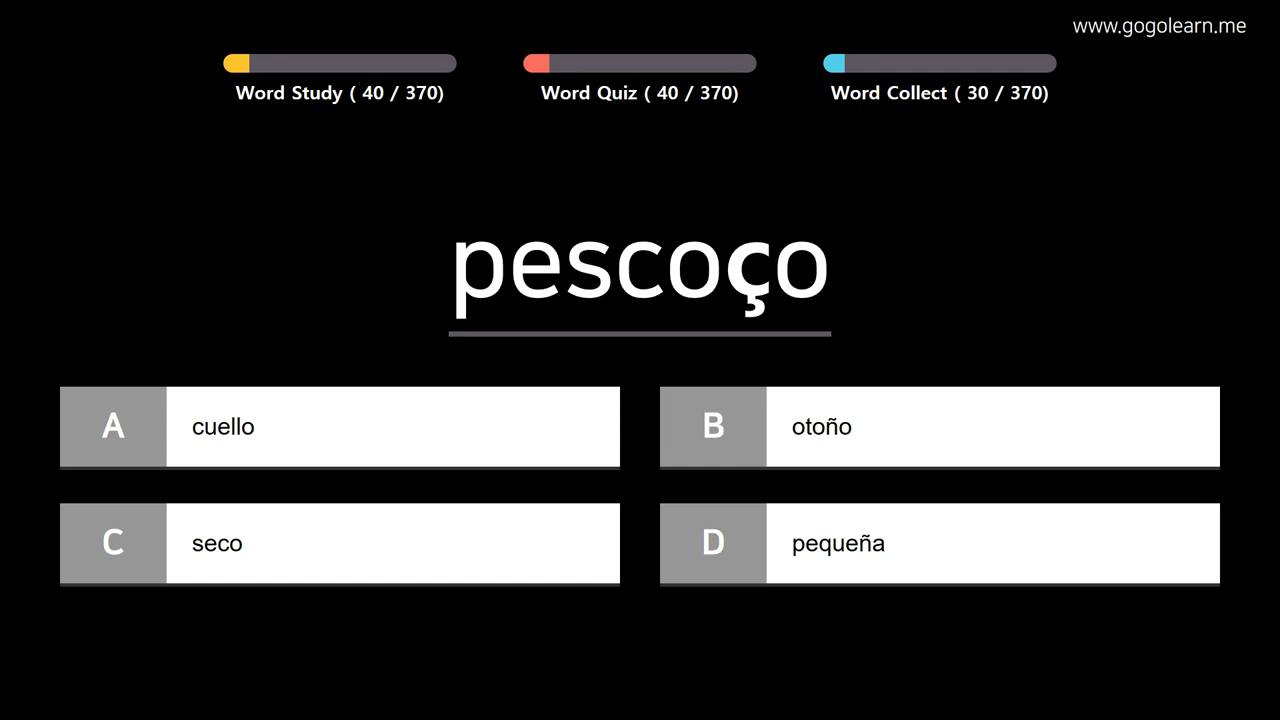 www.gogolearn.me
Word Study ( 40 / 370)
Word Quiz ( 40 / 370)
Word Collect ( 30 / 370)
pescoço
A cuello
B otoño
C seco
D pequeña